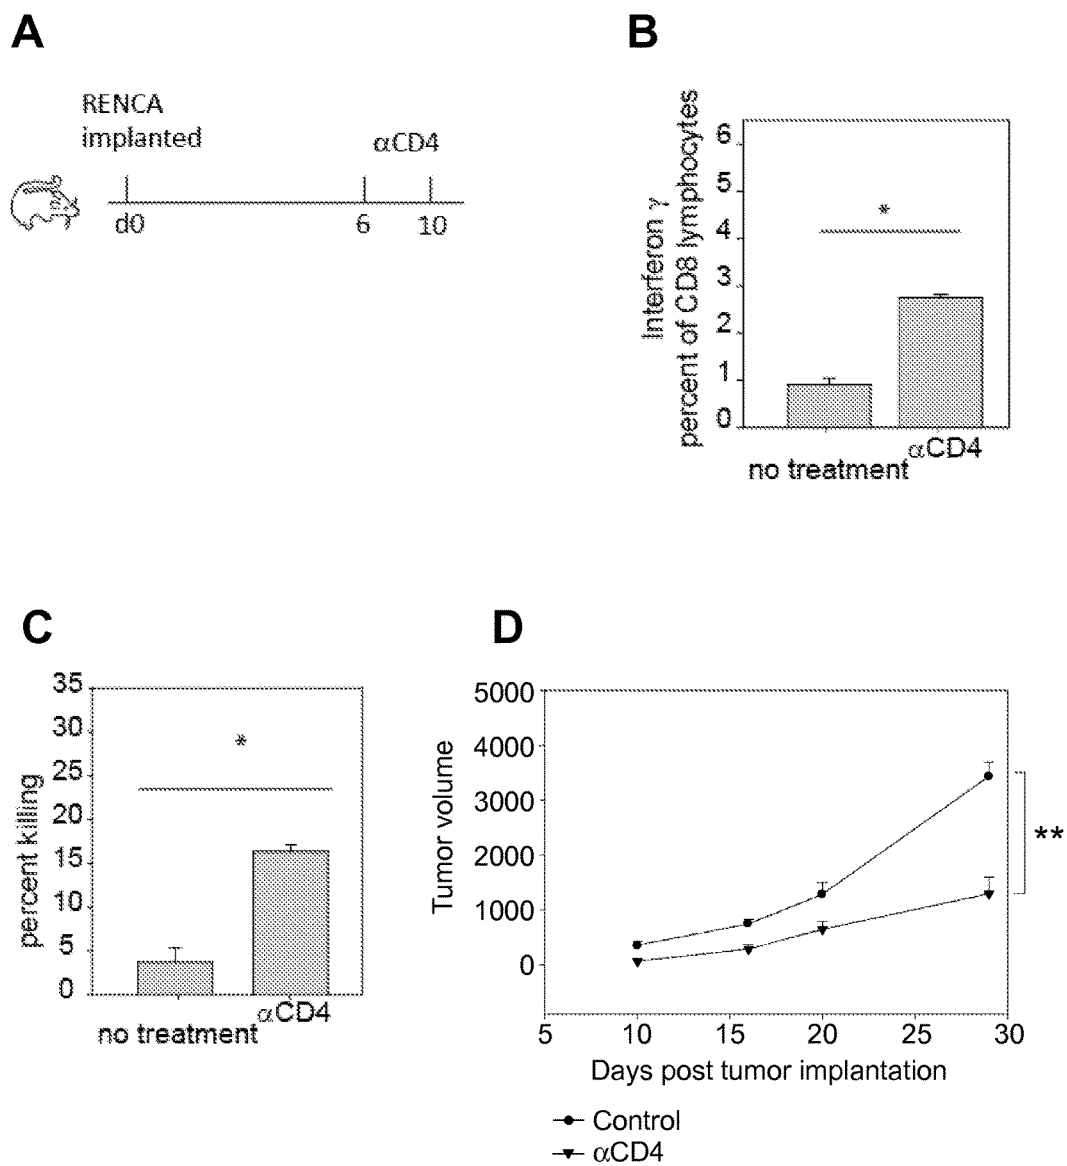 A
RENCA
implanted
αCD4
d0
6
10
B
Interferon γ
percent of CD8 lymphocytes
6
5
4
3
2
1
0
*
no treatment
αCD4
C
percent killing
35
30
25
20
15
10
5
0
*
no treatment
αCD4
D
Tumor volume
5000
4000
3000
2000
1000
0
**
5
10
15
20
25
30
Days post tumor implantation
Control
αCD4